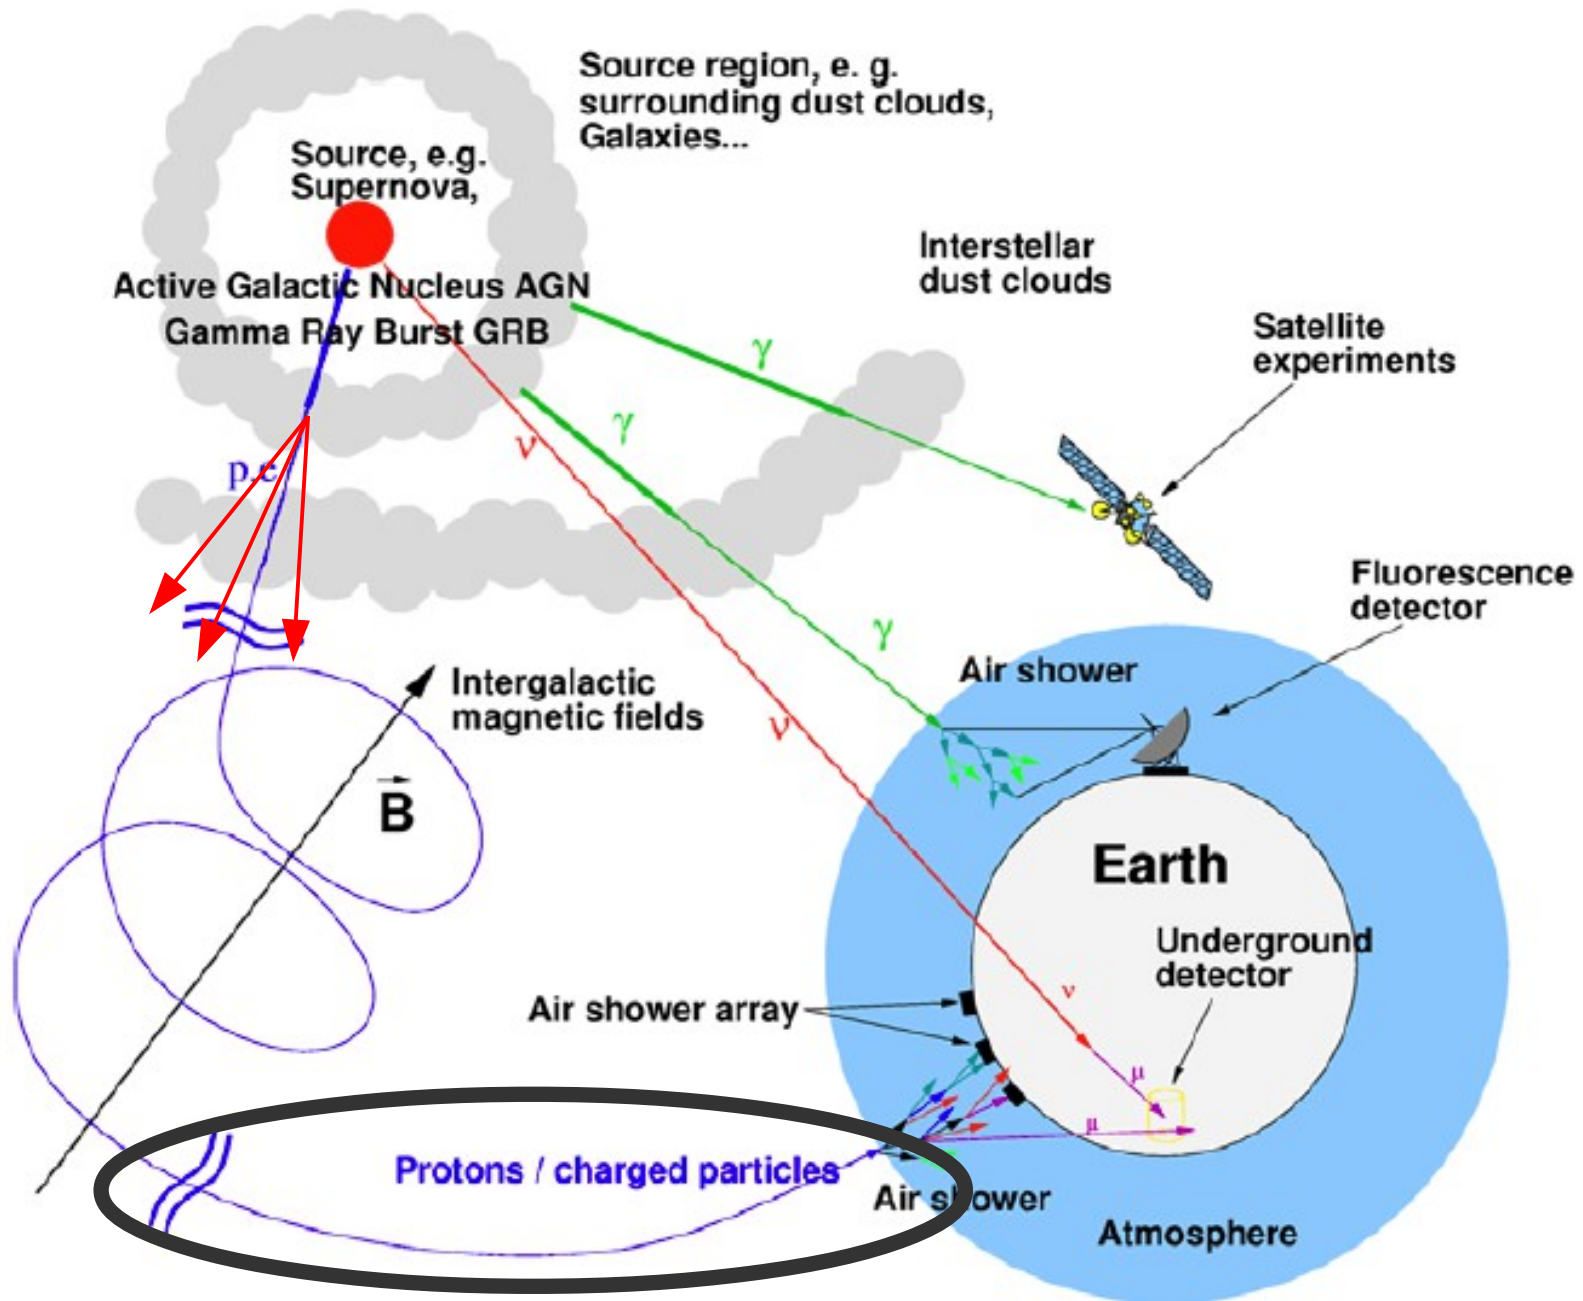 Source region, e. g.
surrounding dust clouds,
Galaxies...
Source, e.g.
Supernova,
Active Galactic Nucleus AGN
Gamma Ray Burst GRB
Interstellar
dust clouds
Satellite
experiments
γ
γ
ν
p.e
Fluorescence
detector
γ
Air shower
Intergalactic
magnetic fields
ν
B
Earth
Underground
detector
Air shower array
ν
μ
μ
Protons / charged particles
Air shower
Atmosphere